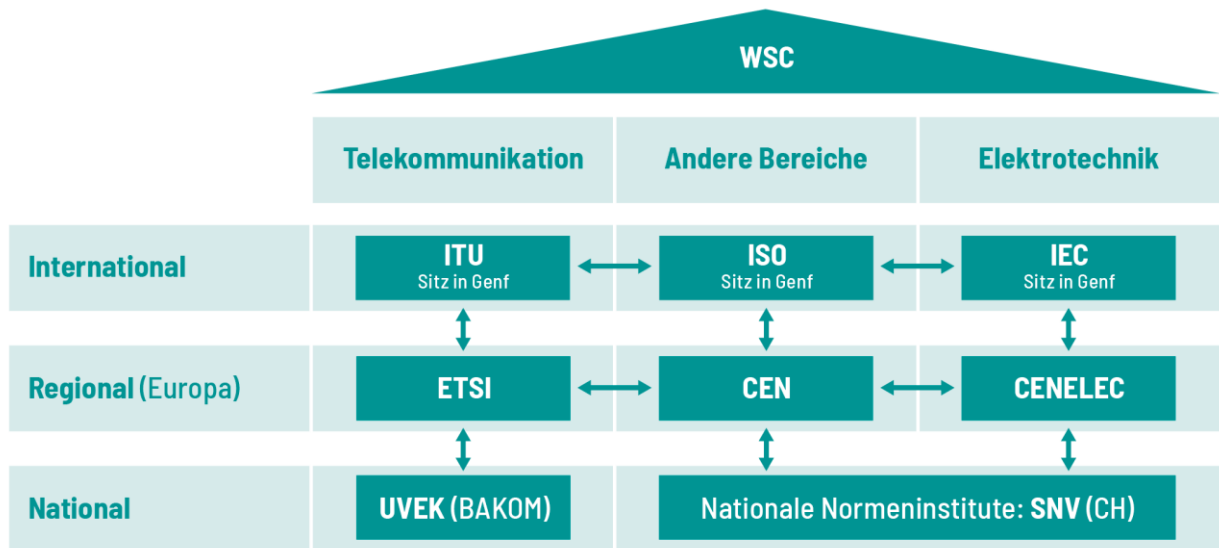 WSC
Telekommunikation
Andere Bereiche
Elektrotechnik
International
ITU
Sitz in Genf
ISO
Sitz in Genf
IEC
Sitz in Genf
Regional (Europa)
ETSI
CEN
CENELEC
National
UVEK (BAKOM)
Nationale Normeninstitute: SNV (CH)